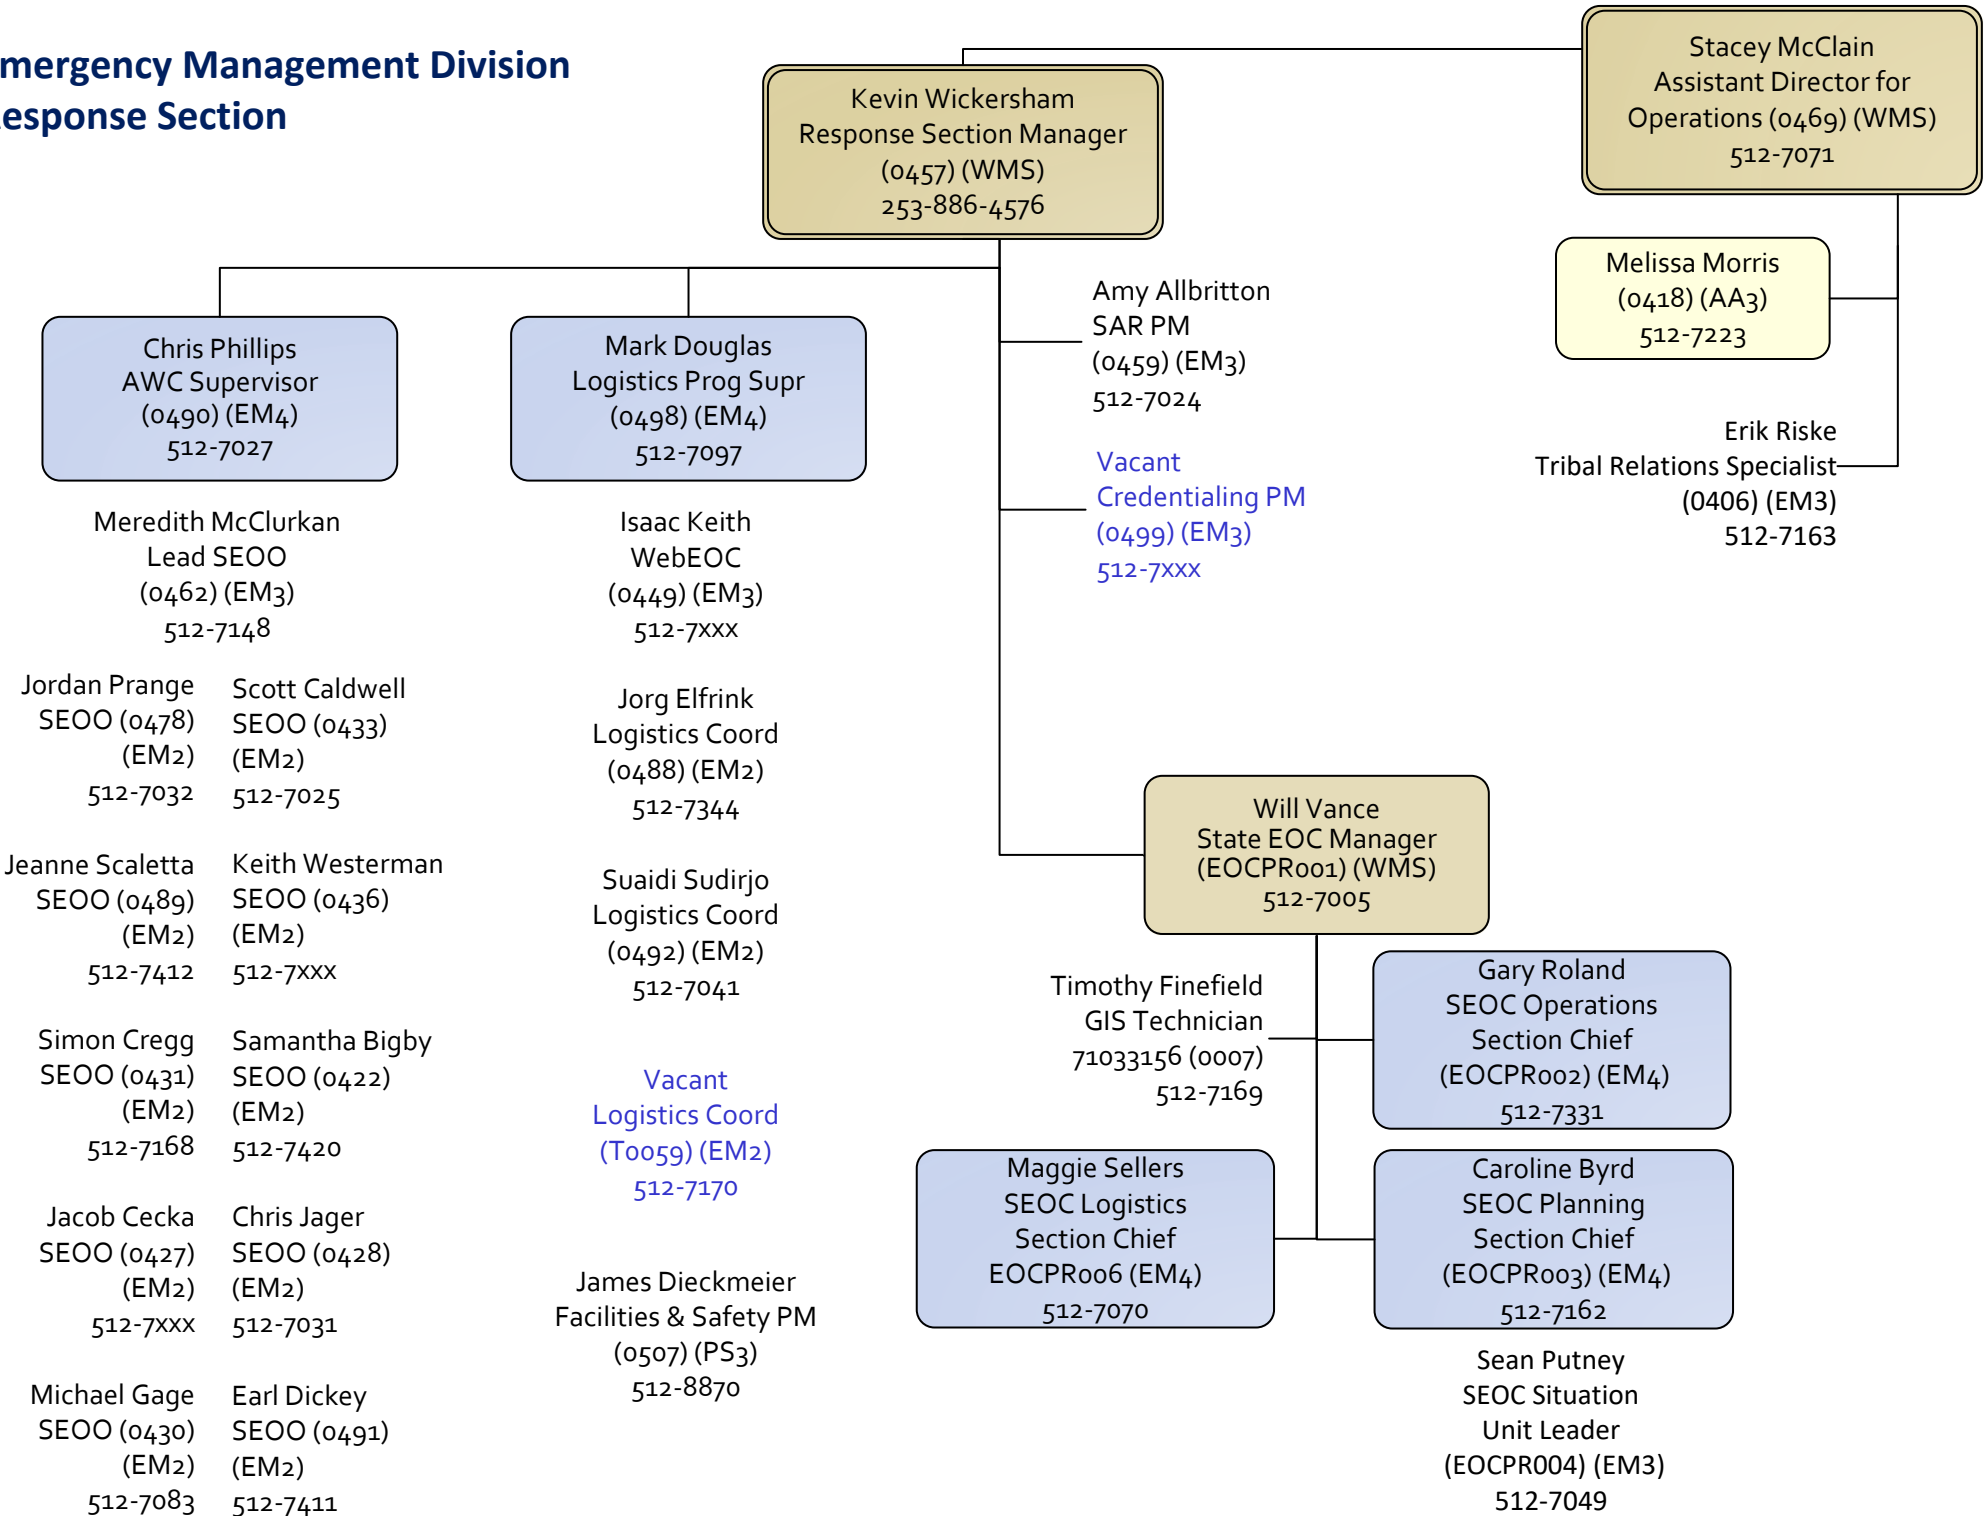 mergency Management Division
esponse Section
Stacey McClain
Assistant Director for
Operations (0469) (WMS)
512-7071
Kevin Wickersham
Response Section Manager
(0457) (WMS)
253-886-4576
Melissa Morris
(0418) (AA3)
512-7223
Erik Riske
Tribal Relations Specialist
(0406) (EM3)
512-7163
Amy Allbritton
SAR PM
(0459) (EM3)
512-7024
Vacant
Credentialing PM
(0499) (EM3)
512-7xxx
Chris Phillips
AWC Supervisor
(0490) (EM4)
512-7027
Meredith McClurkan
Lead SEOO
(0462) (EM3)
512-7148
Jordan Prange
SEOO (0478)
(EM2)
512-7032
Scott Caldwell
SEOO (0433)
(EM2)
512-7025
Jeanne Scaletta
SEOO (0489)
(EM2)
512-7412
Keith Westerman
SEOO (0436)
(EM2)
512-7xxx
Simon Cregg
SEOO (0431)
(EM2)
512-7168
Samantha Bigby
SEOO (0422)
(EM2)
512-7420
Jacob Cecka
SEOO (0427)
(EM2)
512-7xxx
Chris Jager
SEOO (0428)
(EM2)
512-7031
Michael Gage
SEOO (0430)
(EM2)
512-7083
Earl Dickey
SEOO (0491)
(EM2)
512-7411
Mark Douglas
Logistics Prog Supr
(0498) (EM4)
512-7097
Isaac Keith
WebEOC
(0449) (EM3)
512-7xxx
Jorg Elfrink
Logistics Coord
(0488) (EM2)
512-7344
Suaidi Sudirjo
Logistics Coord
(0492) (EM2)
512-7041
Vacant
Logistics Coord
(T0059) (EM2)
512-7170
James Dieckmeier
Facilities & Safety PM
(0507) (PS3)
512-8870
Will Vance
State EOC Manager
(EOCPR001) (WMS)
512-7005
Timothy Finefield
GIS Technician
71033156 (0007)
512-7169
Gary Roland
SEOC Operations
Section Chief
(EOCPR002) (EM4)
512-7331
Maggie Sellers
SEOC Logistics
Section Chief
EOCPR006 (EM4)
512-7070
Caroline Byrd
SEOC Planning
Section Chief
(EOCPR003) (EM4)
512-7162
Sean Putney
SEOC Situation
Unit Leader
(EOCPR004) (EM3)
512-7049